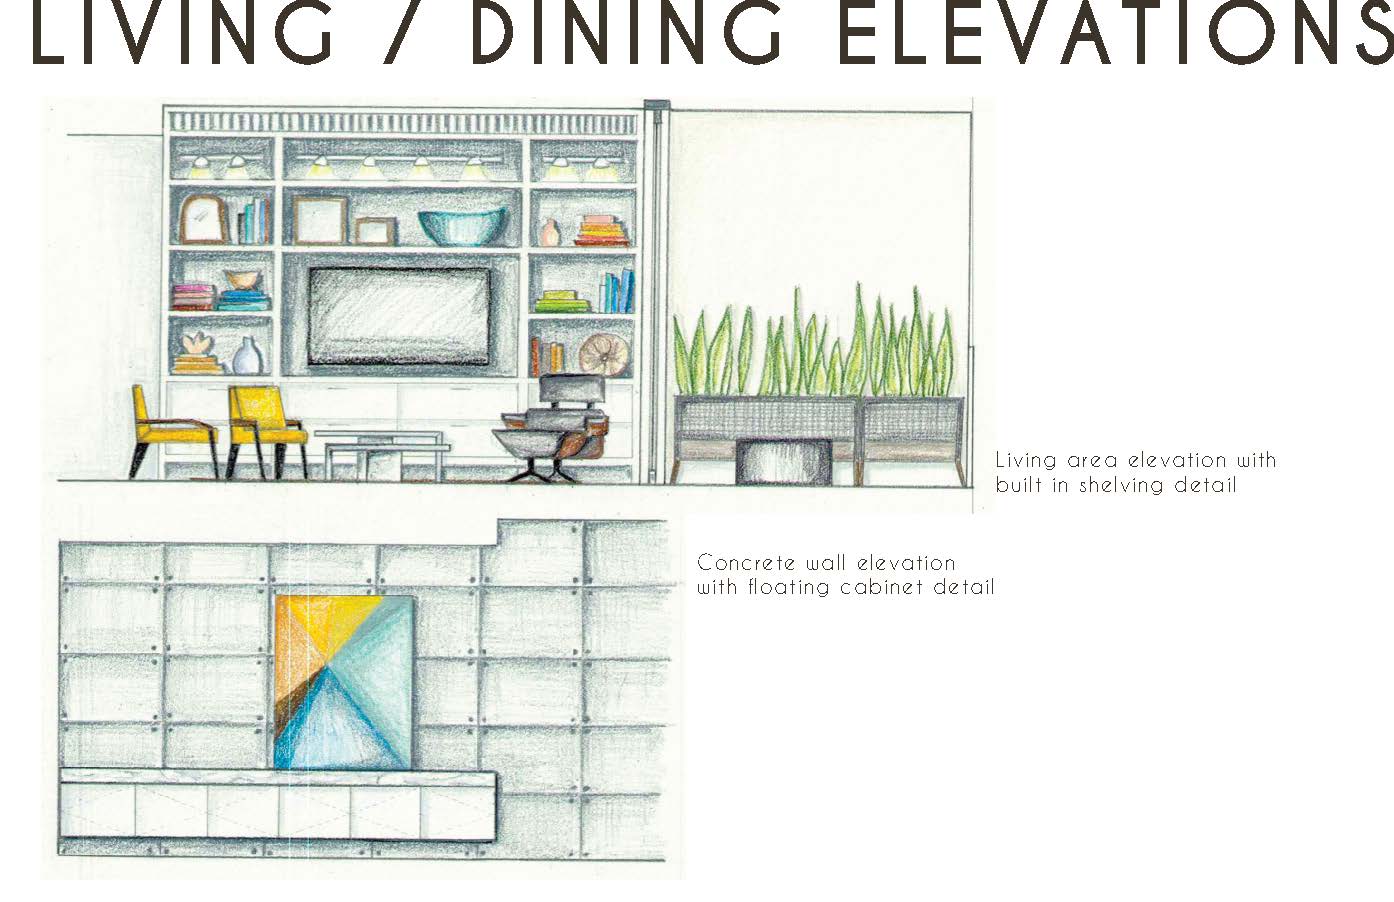 LIVING / DINING ELEVATIONS
Living area elevation with
built in shelving detail
Concrete wall elevation
with floating cabinet detail